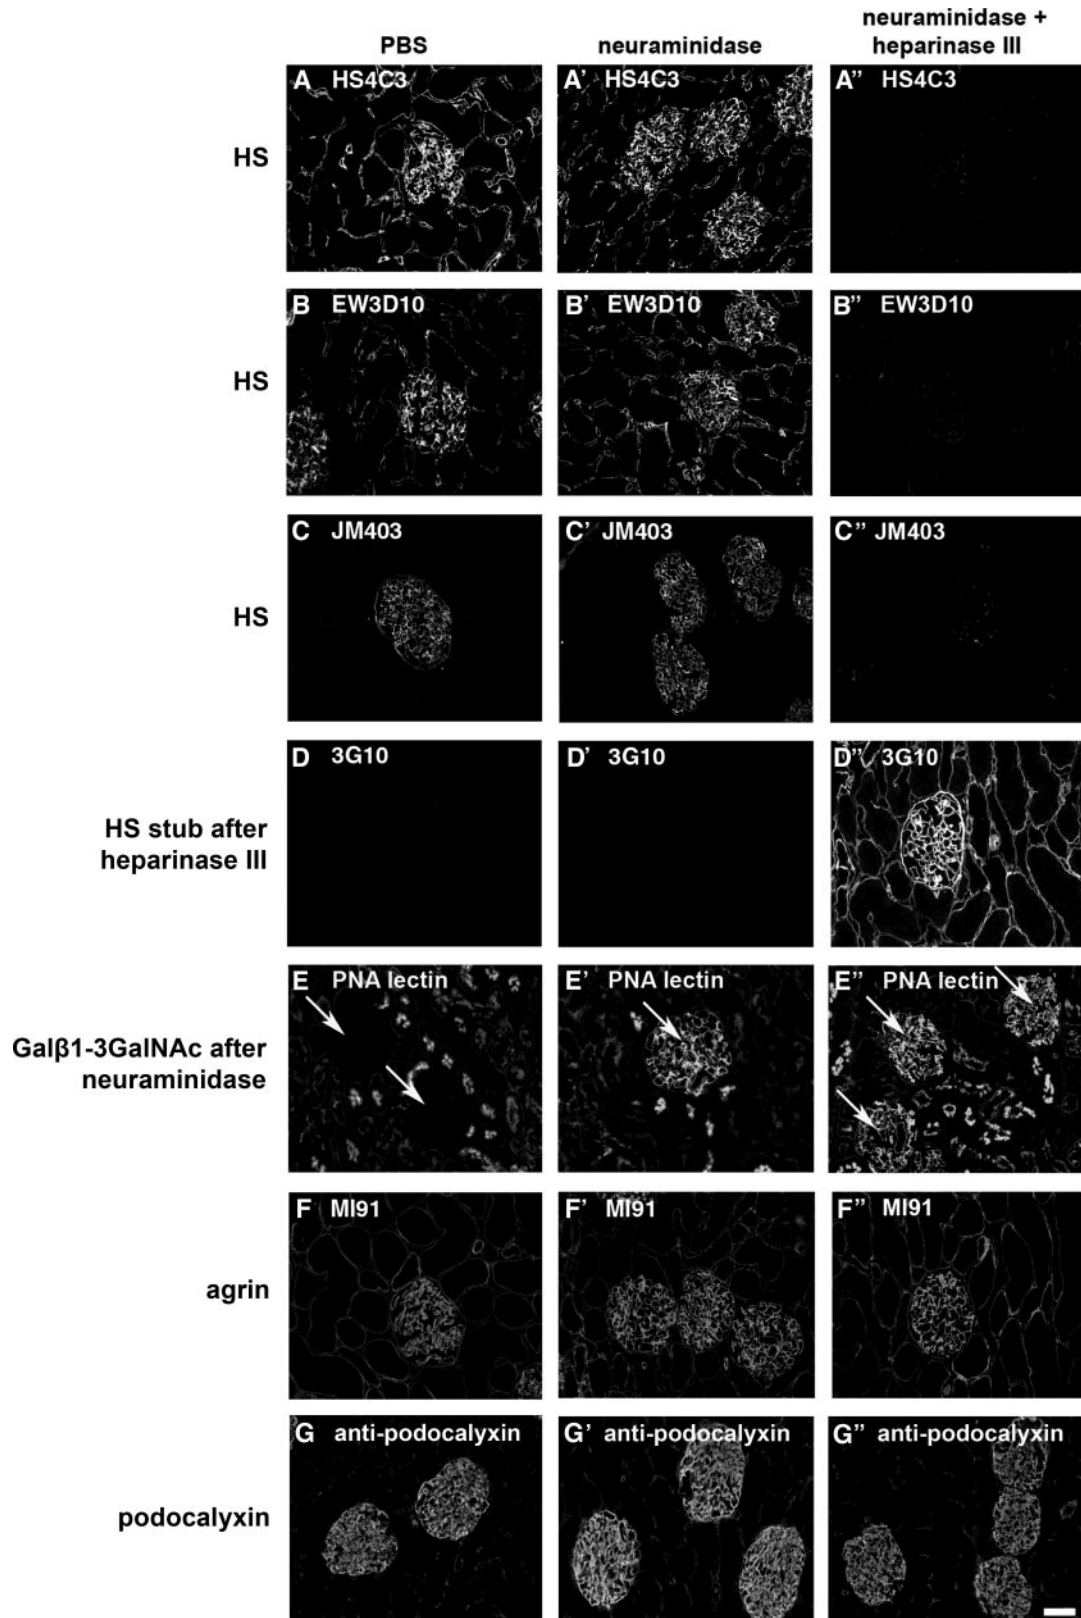 PBS
neuraminidase
neuraminidase +
heparinase III
HS
A HS4C3
A' HS4C3
A" HS4C3
HS
B EW3D10
B' EW3D10
B" EW3D10
HS
C JM403
C' JM403
C" JM403
HS stub after
heparinase III
D 3G10
D' 3G10
D" 3G10
Galβ1-3GalNAc after
neuraminidase
E PNA lectin
E' PNA lectin
E" PNA lectin
agrin
F MI91
F' MI91
F" MI91
podocalyxin
G anti-podocalyxin
G' anti-podocalyxin
G" anti-podocalyxin